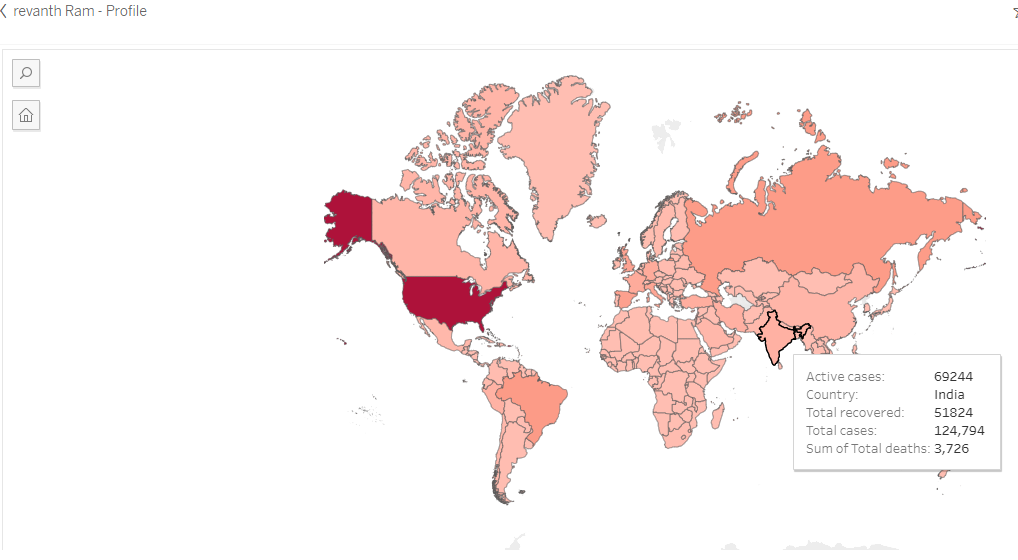 revanth Ram - Profile
Active cases: 69244
Country: India
Total recovered: 51824
Total cases: 124,794
Sum of Total deaths: 3,726